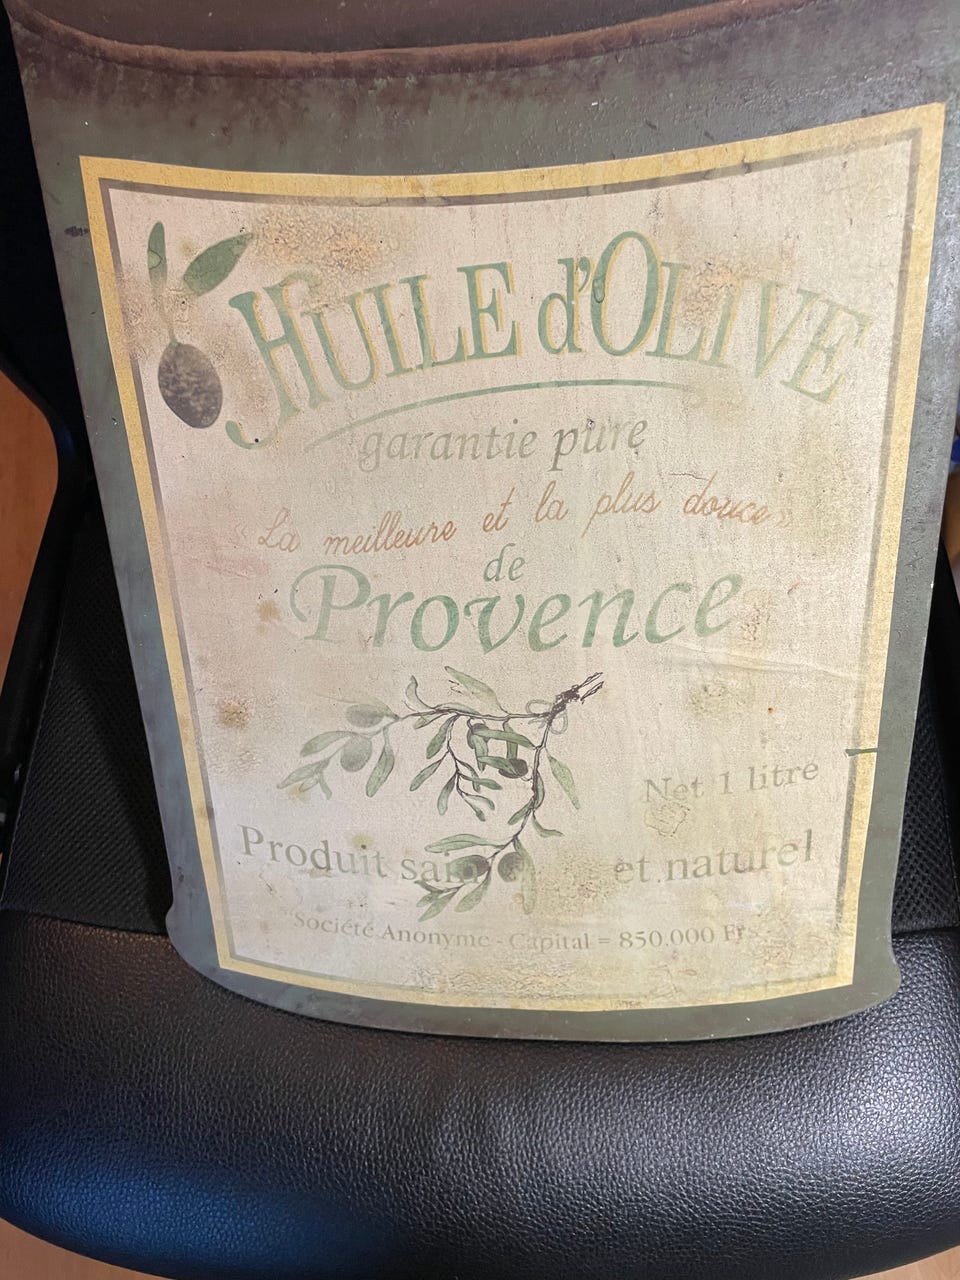 HUILE d'OLIVE
garantie pure
«La meilleure et la plus douce»
de
Provence
Net 1 litre
Produit sain et naturel
Société Anonyme - Capital = 850.000 Frs